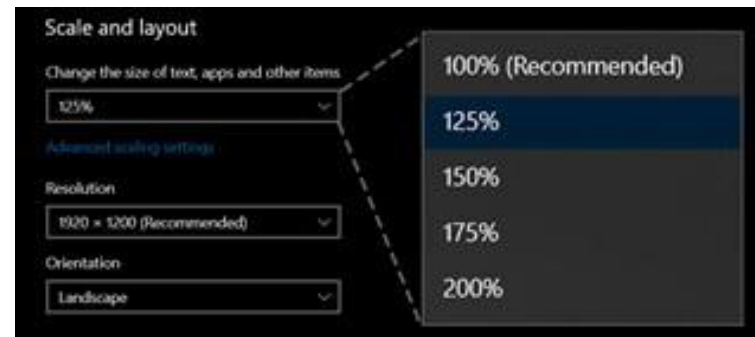 Scale and layout
Change the size of text, apps and other items
125%
Advanced scaling settings
Resolution
1920 × 1200 (Recommended)
Orientation
Landscape
100% (Recommended)
125%
150%
175%
200%